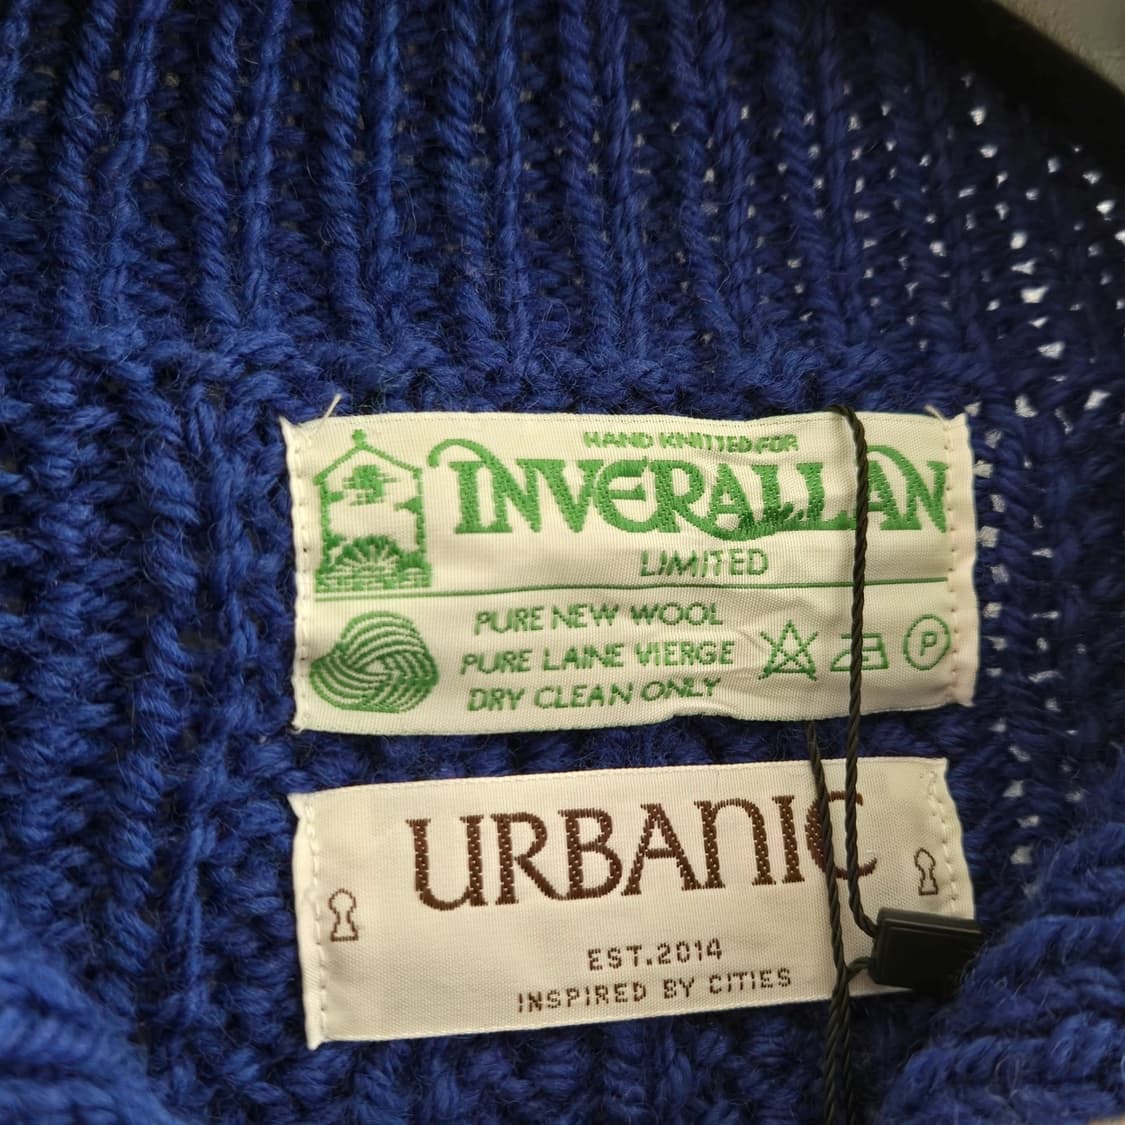 HAND KNITTED FOR
INVERALLAN
LIMITED
PURE NEW WOOL
PURE LAINE VIERGE
DRY CLEAN ONLY
P
URBANIC
EST.2014
INSPIRED BY CITIES